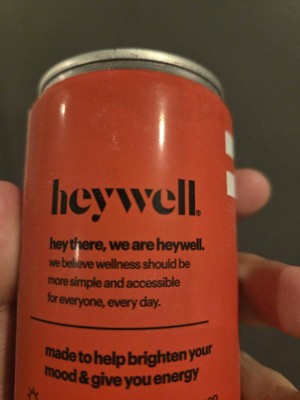 heywell.
hey there, we are heywell.
we believe wellness should be
more simple and accessible
for everyone, every day.
made to help brighten your
mood & give you energy